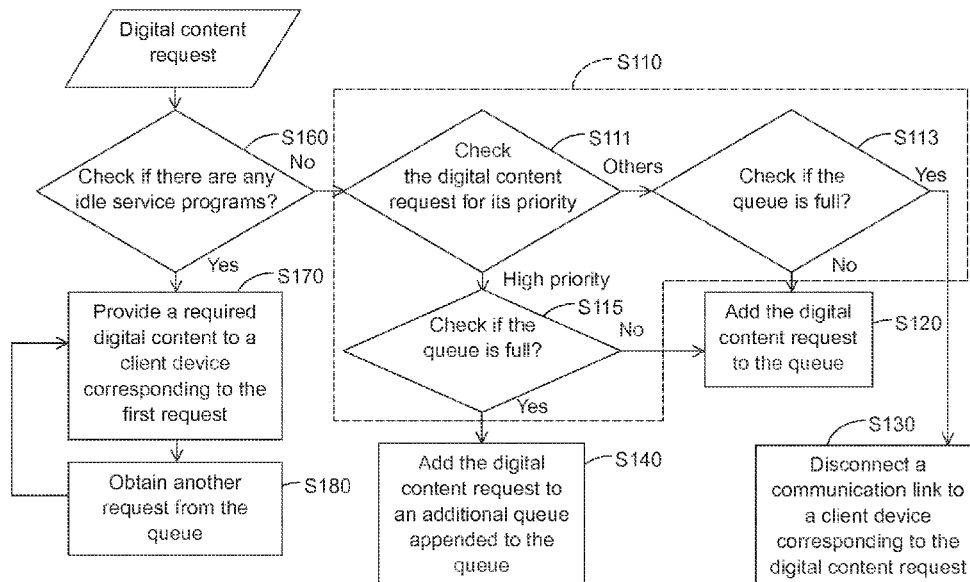 Digital content
request
S110
S160
No
Check if there are any
idle service programs?
Yes
S111
Check
the digital content
request for its priority
Others
High priority
S113
Check if the
queue is full?
Yes
No
S170
Provide a required
digital content to a
client device
corresponding to the
first request
S115
Check if the
queue is full?
No
Yes
Add the digital
content request
to the queue
S120
Obtain another
request from the
queue
S180
Add the digital
content request to
an additional queue
appended to the
queue
S140
S130
Disconnect a
communication link to
a client device
corresponding to the
digital content request